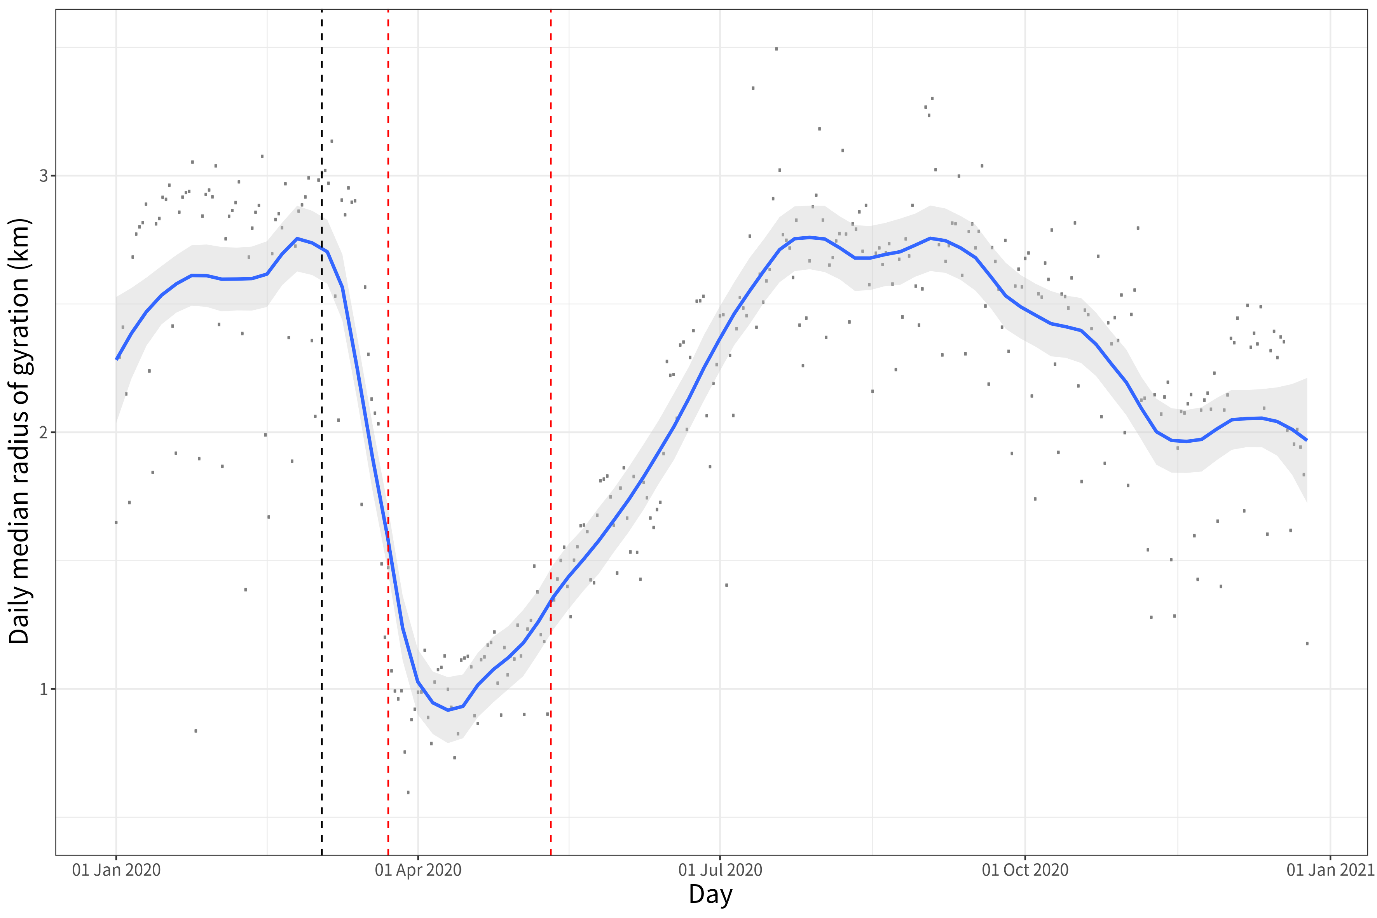 Daily median radius of gyration (km)
3
2
1
01 Jan 2020
01 Apr 2020
01 Jul 2020
01 Oct 2020
01 Jan 2021
Day